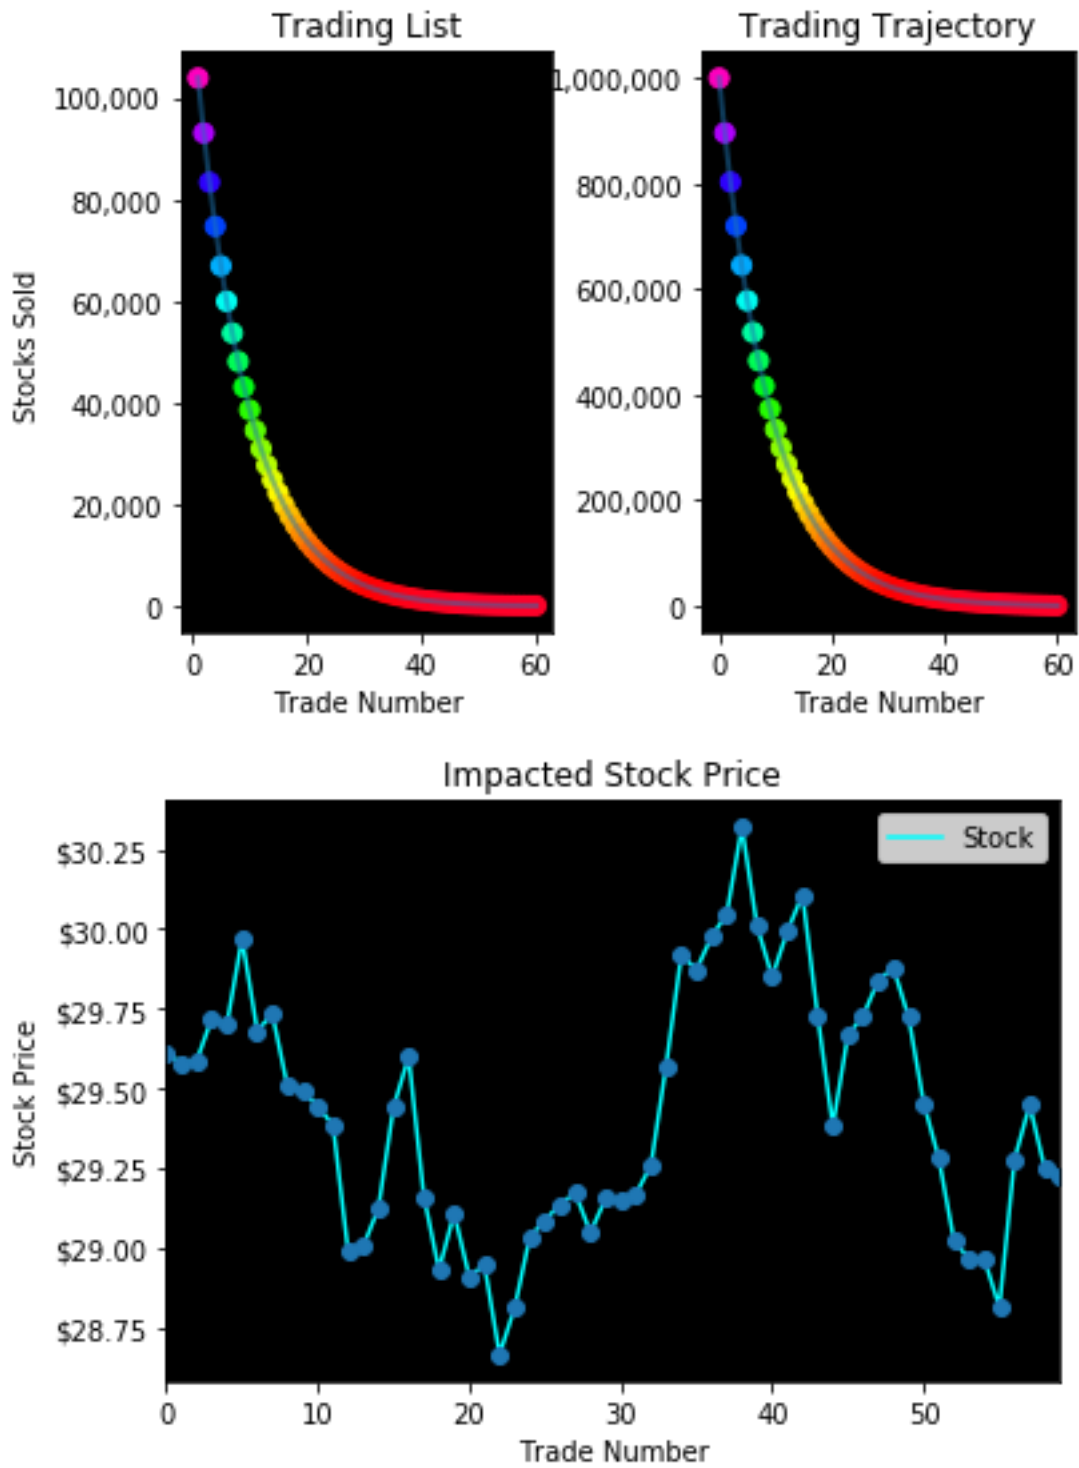 Trading List
100,000
80,000
60,000
40,000
20,000
0
Stocks Sold
0 20 40 60
Trade Number
Trading Trajectory
1,000,000
800,000
600,000
400,000
200,000
0
0 20 40 60
Trade Number
Impacted Stock Price
Stock
$30.25
$30.00
$29.75
$29.50
$29.25
$29.00
$28.75
Stock Price
0 10 20 30 40 50
Trade Number